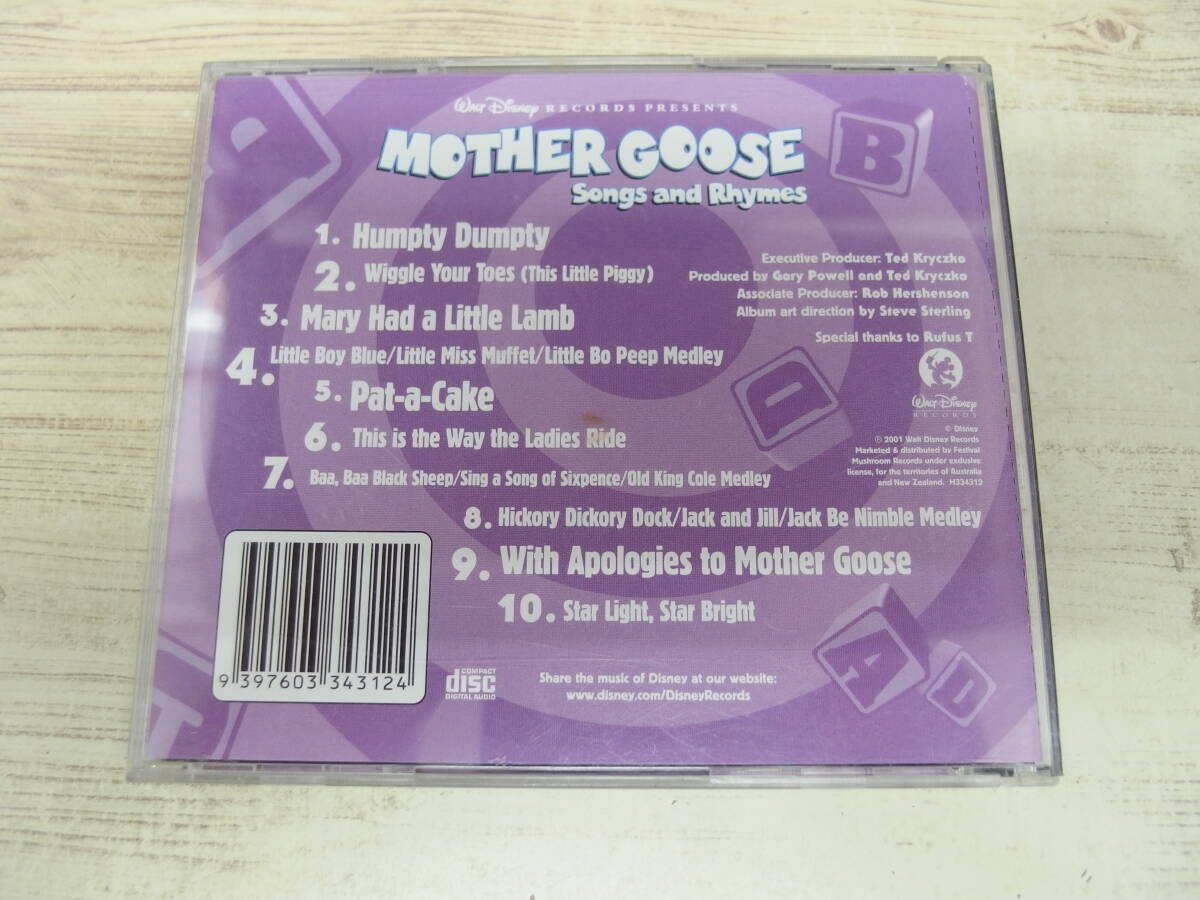 Walt Disney RECORDS PRESENTS
MOTHER GOOSE
Songs and Rhymes
1. Humpty Dumpty
2. Wiggle Your Toes (This Little Piggy)
3. Mary Had a Little Lamb
4. Little Boy Blue/Little Miss Muffet/Little Bo Peep Medley
5. Pat-a-Cake
6. This is the Way the Ladies Ride
7. Baa, Baa Black Sheep/Sing a Song of Sixpence/Old King Cole Medley
8. Hickory Dickory Dock/Jack and Jill/Jack Be Nimble Medley
9. With Apologies to Mother Goose
10. Star Light, Star Bright
Executive Producer: Ted Kryczko
Produced by Gary Powell and Ted Kryczko
Associate Producer: Rob Hershenson
Album art direction by Steve Sterling
Special thanks to Rufus T
Walt Disney
RECORDS
© Disney
℗ 2001 Walt Disney Records
Marketed & distributed by Festival
Mushroom Records under exclusive
license, for the territories of Australia
and New Zealand. H334312
B
D
A
D
9 397603 343124
COMPACT
disc
DIGITAL AUDIO
Share the music of Disney at our website:
www.disney.com/DisneyRecords